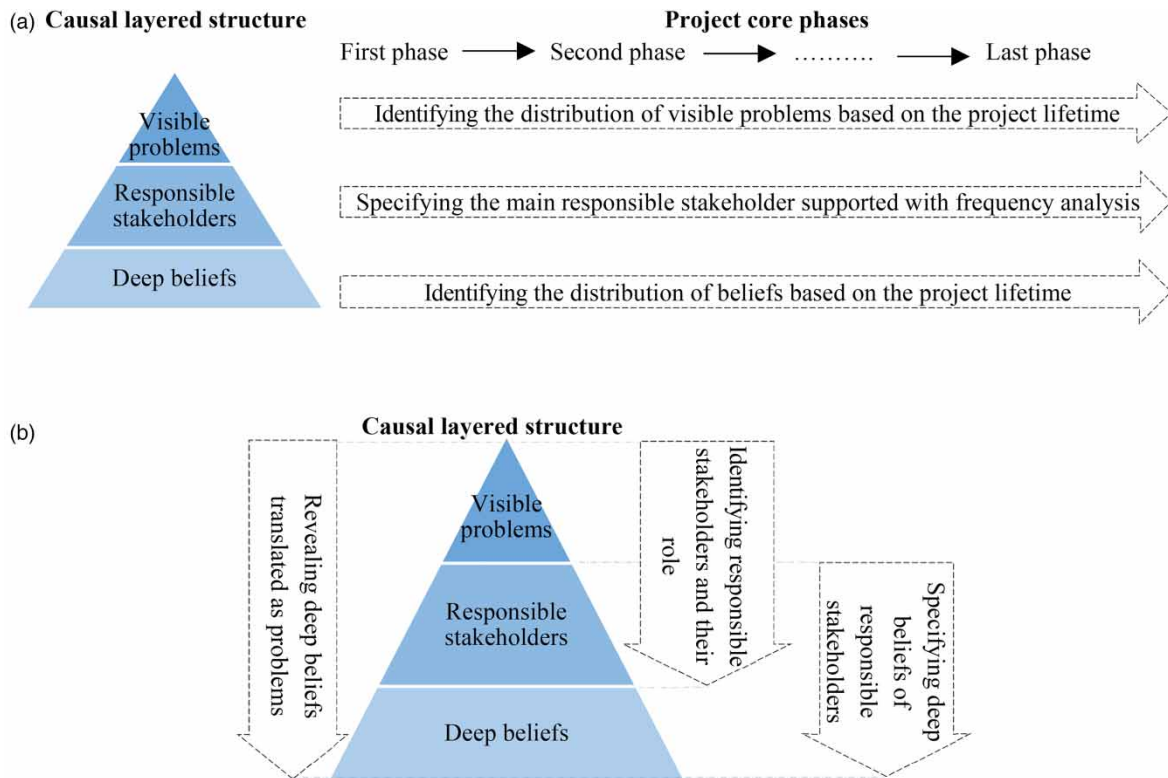 (a)
Causal layered structure
Project core phases
First phase
Second phase
……….
Last phase
Visible
problems
Responsible
stakeholders
Deep beliefs
Identifying the distribution of visible problems based on the project lifetime
Specifying the main responsible stakeholder supported with frequency analysis
Identifying the distribution of beliefs based on the project lifetime
(b)
Causal layered structure
Revealing deep beliefs
translated as problems
Visible
problems
Responsible
stakeholders
Deep beliefs
Identifying responsible
stakeholders and their
role
Specifying deep
beliefs of
responsible
stakeholders